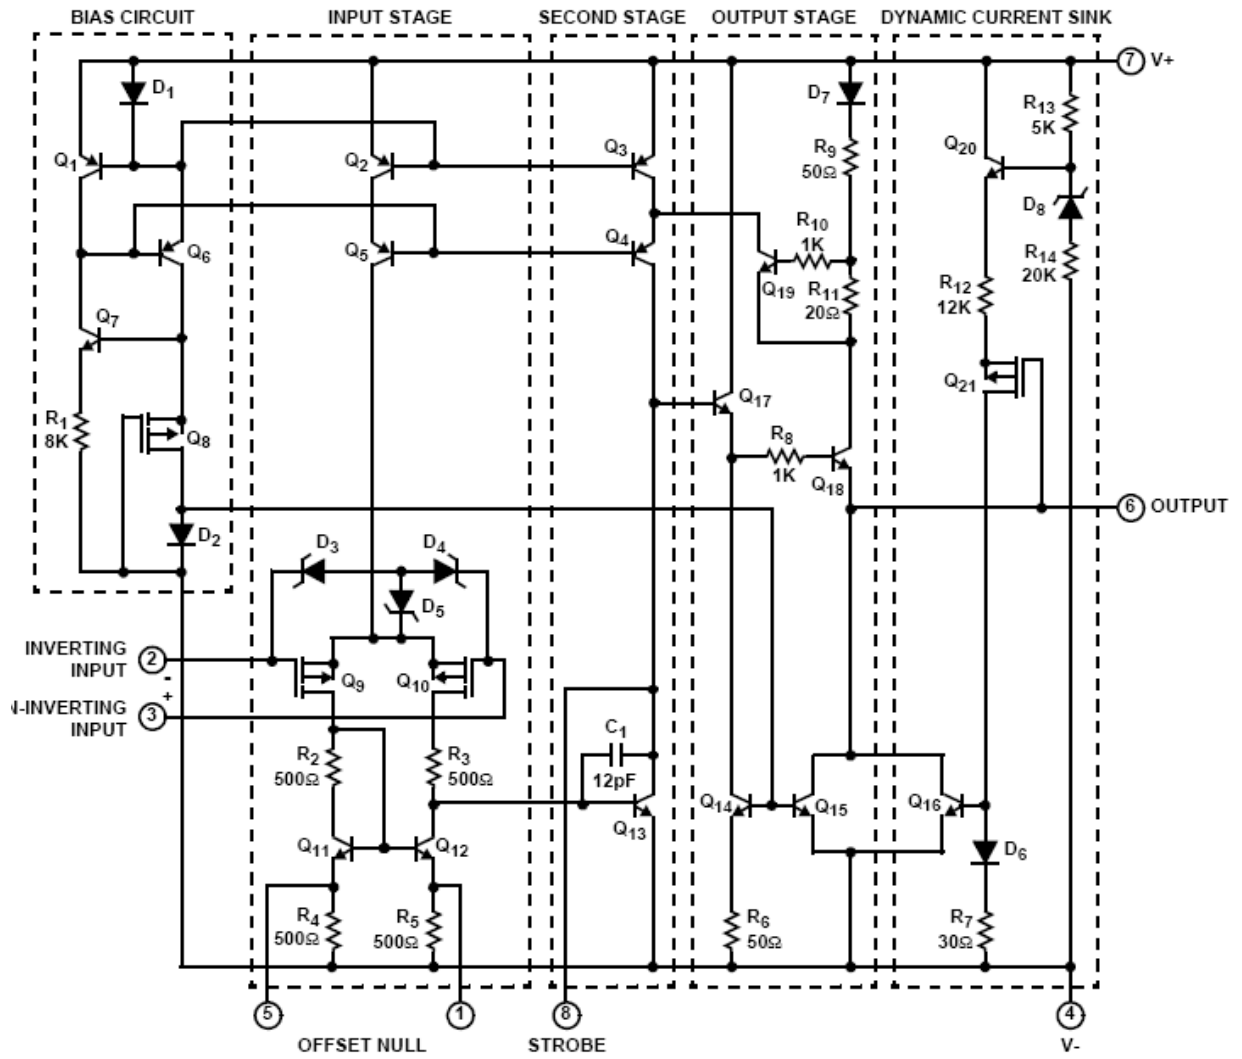 BIAS CIRCUIT
INPUT STAGE
SECOND STAGE
OUTPUT STAGE
DYNAMIC CURRENT SINK
7
V+
D1
D7
R13
5K
Q1
Q2
Q3
R9
50Ω
Q20
D8
Q6
Q5
Q4
R10
1K
R14
20K
Q19
R11
20Ω
R12
12K
Q7
Q17
Q21
R1
8K
Q8
R8
1K
Q18
6
OUTPUT
D2
D3
D4
D5
INVERTING
INPUT
2
-
Q9
Q10
+
N-INVERTING
INPUT
3
R2
500Ω
R3
500Ω
C1
12pF
Q14
Q15
Q16
Q13
Q11
Q12
D6
R4
500Ω
R5
500Ω
R6
50Ω
R7
30Ω
5
1
8
4
OFFSET NULL
STROBE
V-